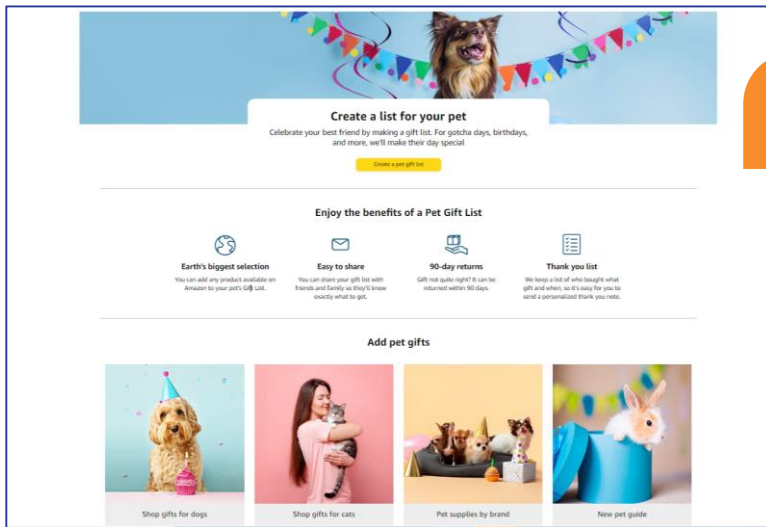 Create a list for your pet
Celebrate your best friend by making a gift list. For gotcha days, birthdays,
and more, we'll make their day special
Create a pet gift list
Enjoy the benefits of a Pet Gift List
Earth's biggest selection
You can add any product available on
Amazon to your pet's Gift List.
Easy to share
You can share your gift list with
friends and family so they'll know
exactly what to get.
90-day returns
Gift not quite right? It can be
returned within 90 days.
Thank you list
We keep a list of who bought what
gift and when, so it's easy for you to
send a personalized thank you note.
Add pet gifts
Shop gifts for dogs
Shop gifts for cats
Pet supplies by brand
New pet guide